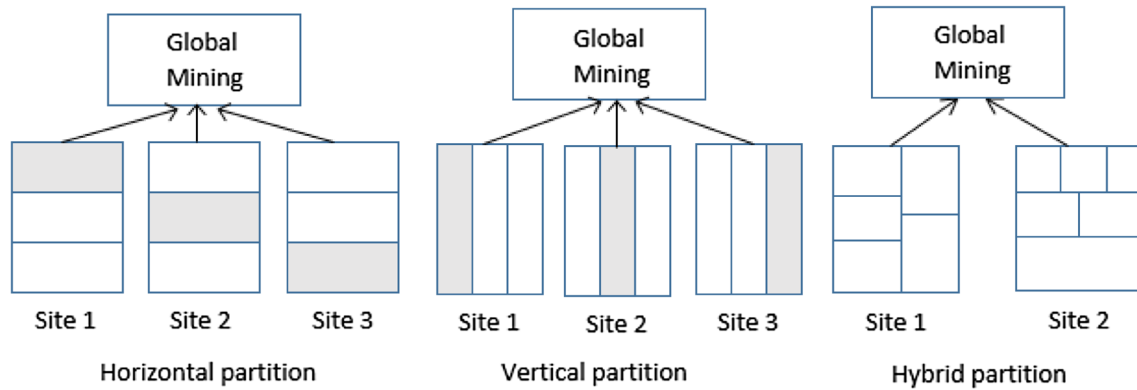 Global
Mining
Global
Mining
Global
Mining
Site 1
Site 2
Site 3
Site 1
Site 2
Site 3
Site 1
Site 2
Horizontal partition
Vertical partition
Hybrid partition